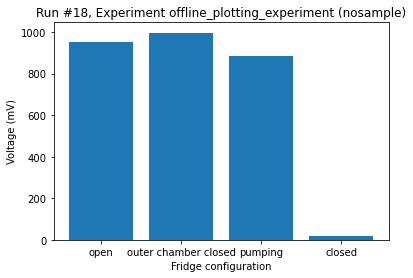 Run #18, Experiment offline_plotting_experiment (nosample)
1000
800
600
400
200
0
Voltage (mV)
open outer chamber closed pumping closed
Fridge configuration